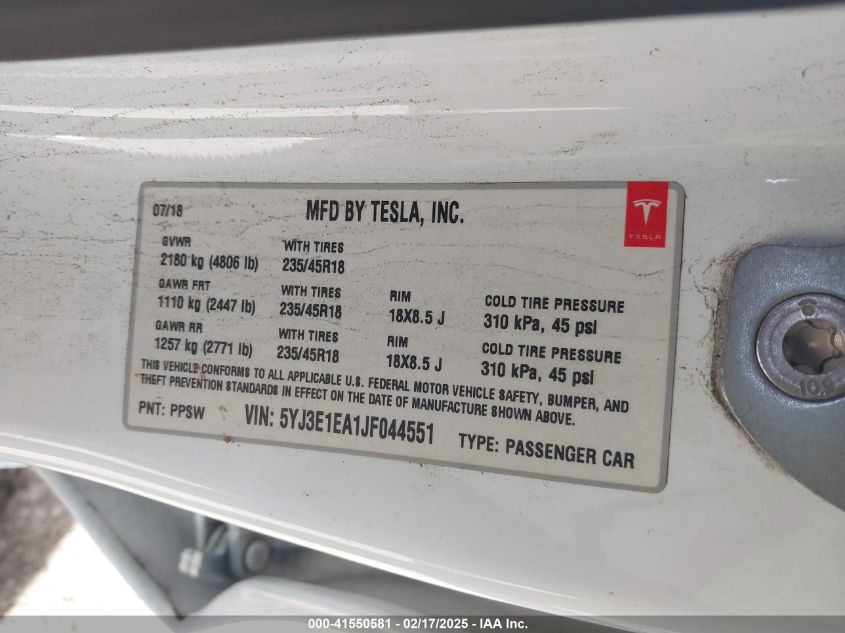 07/18 MFD BY TESLA, INC.
TESLA
GVWR WITH TIRES
2180 kg (4806 lb) 235/45R18
GAWR FRT WITH TIRES RIM COLD TIRE PRESSURE
1110 kg (2447 lb) 235/45R18 18X8.5 J 310 kPa, 45 psi
GAWR RR WITH TIRES RIM COLD TIRE PRESSURE
1257 kg (2771 lb) 235/45R18 18X8.5 J 310 kPa, 45 psi
THIS VEHICLE CONFORMS TO ALL APPLICABLE U.S. FEDERAL MOTOR VEHICLE SAFETY, BUMPER, AND
THEFT PREVENTION STANDARDS IN EFFECT ON THE DATE OF MANUFACTURE SHOWN ABOVE.
PNT: PPSW VIN: 5YJ3E1EA1JF044551 TYPE: PASSENGER CAR
10.9
000-41550581 - 02/17/2025 - IAA Inc.